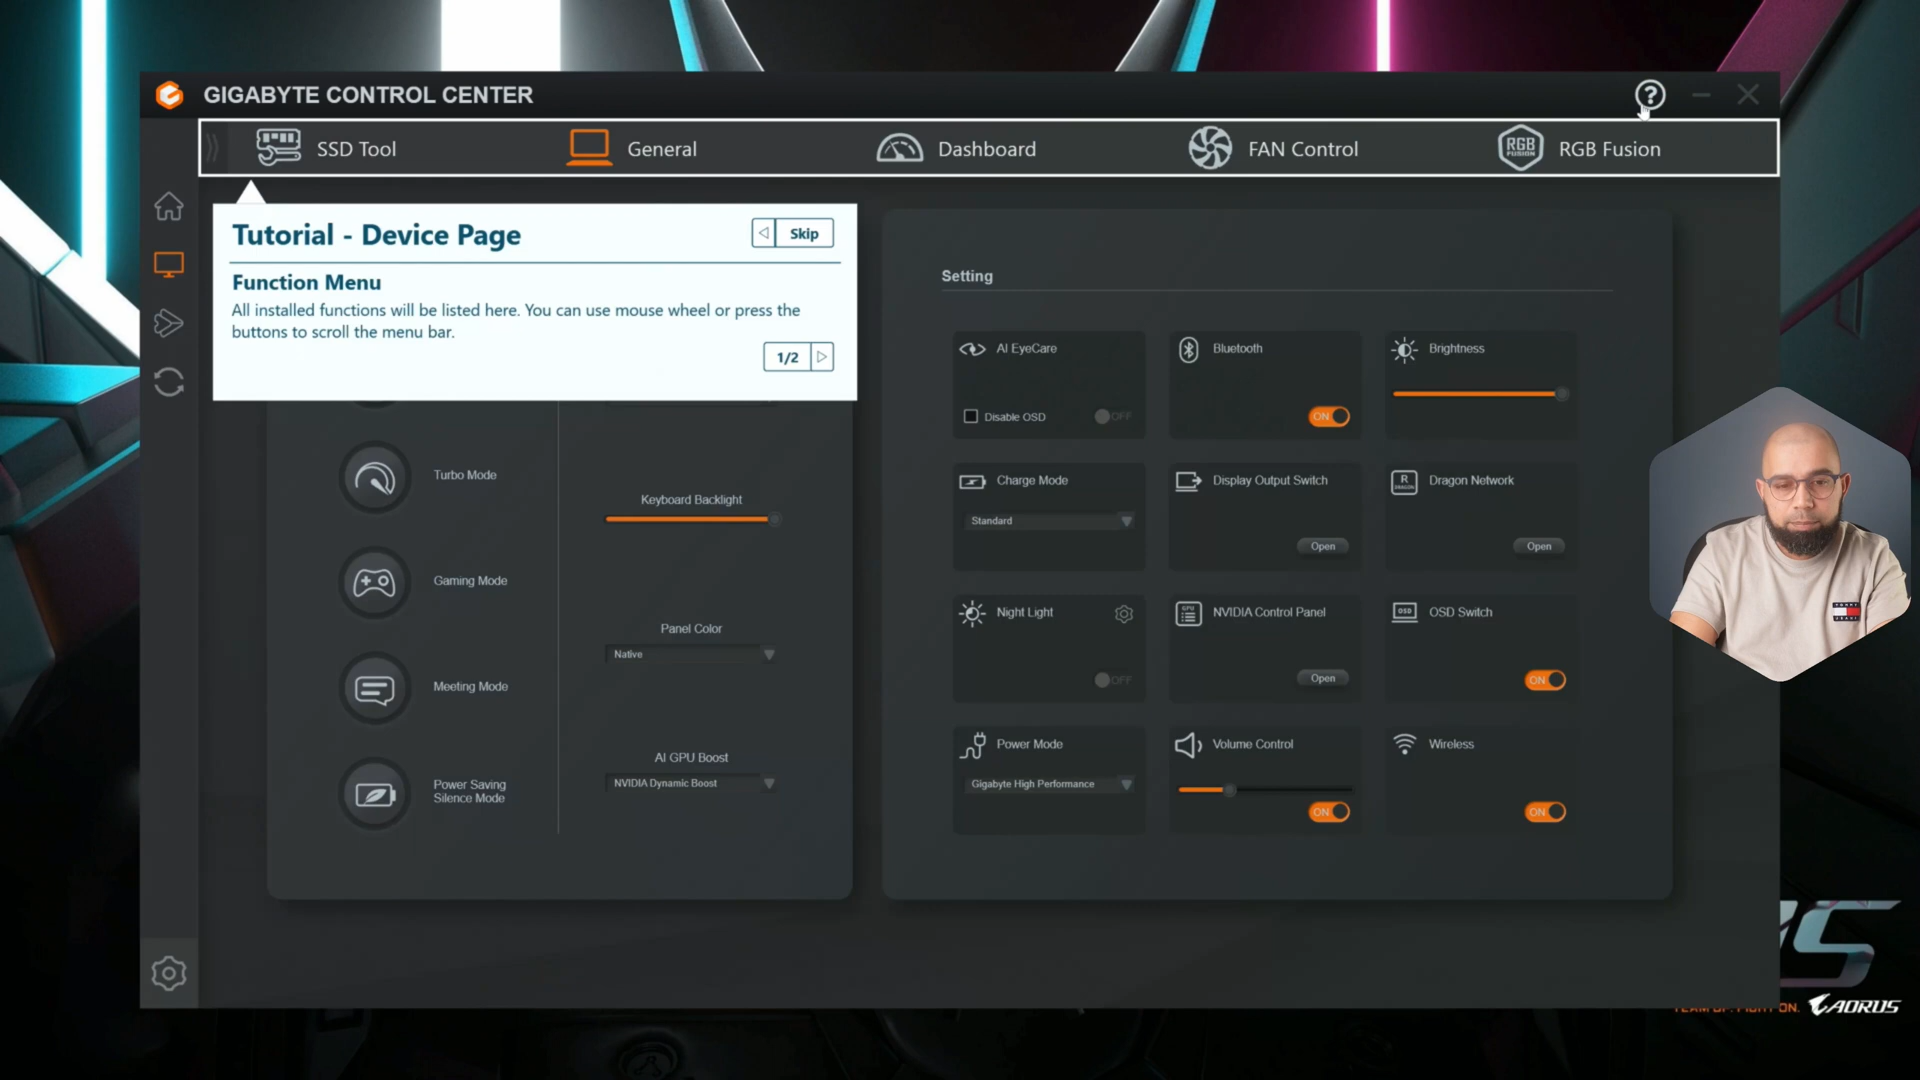 GIGABYTE CONTROL CENTER
?
SSD Tool
General
Dashboard
FAN Control
RGB FUSION
RGB Fusion
Tutorial - Device Page
Skip
Function Menu
All installed functions will be listed here. You can use mouse wheel or press the
buttons to scroll the menu bar.
1/2
Turbo Mode
Gaming Mode
Meeting Mode
Power Saving
Silence Mode
Keyboard Backlight
Panel Color
Native
AI GPU Boost
NVIDIA Dynamic Boost
Setting
AI EyeCare
Disable OSD
OFF
Bluetooth
ON
Brightness
Charge Mode
Standard
Display Output Switch
Open
R
DRAGON
Dragon Network
Open
Night Light
OFF
GPU
NVIDIA Control Panel
Open
OSD
OSD Switch
ON
Power Mode
Gigabyte High Performance
Volume Control
ON
Wireless
ON
AORUS